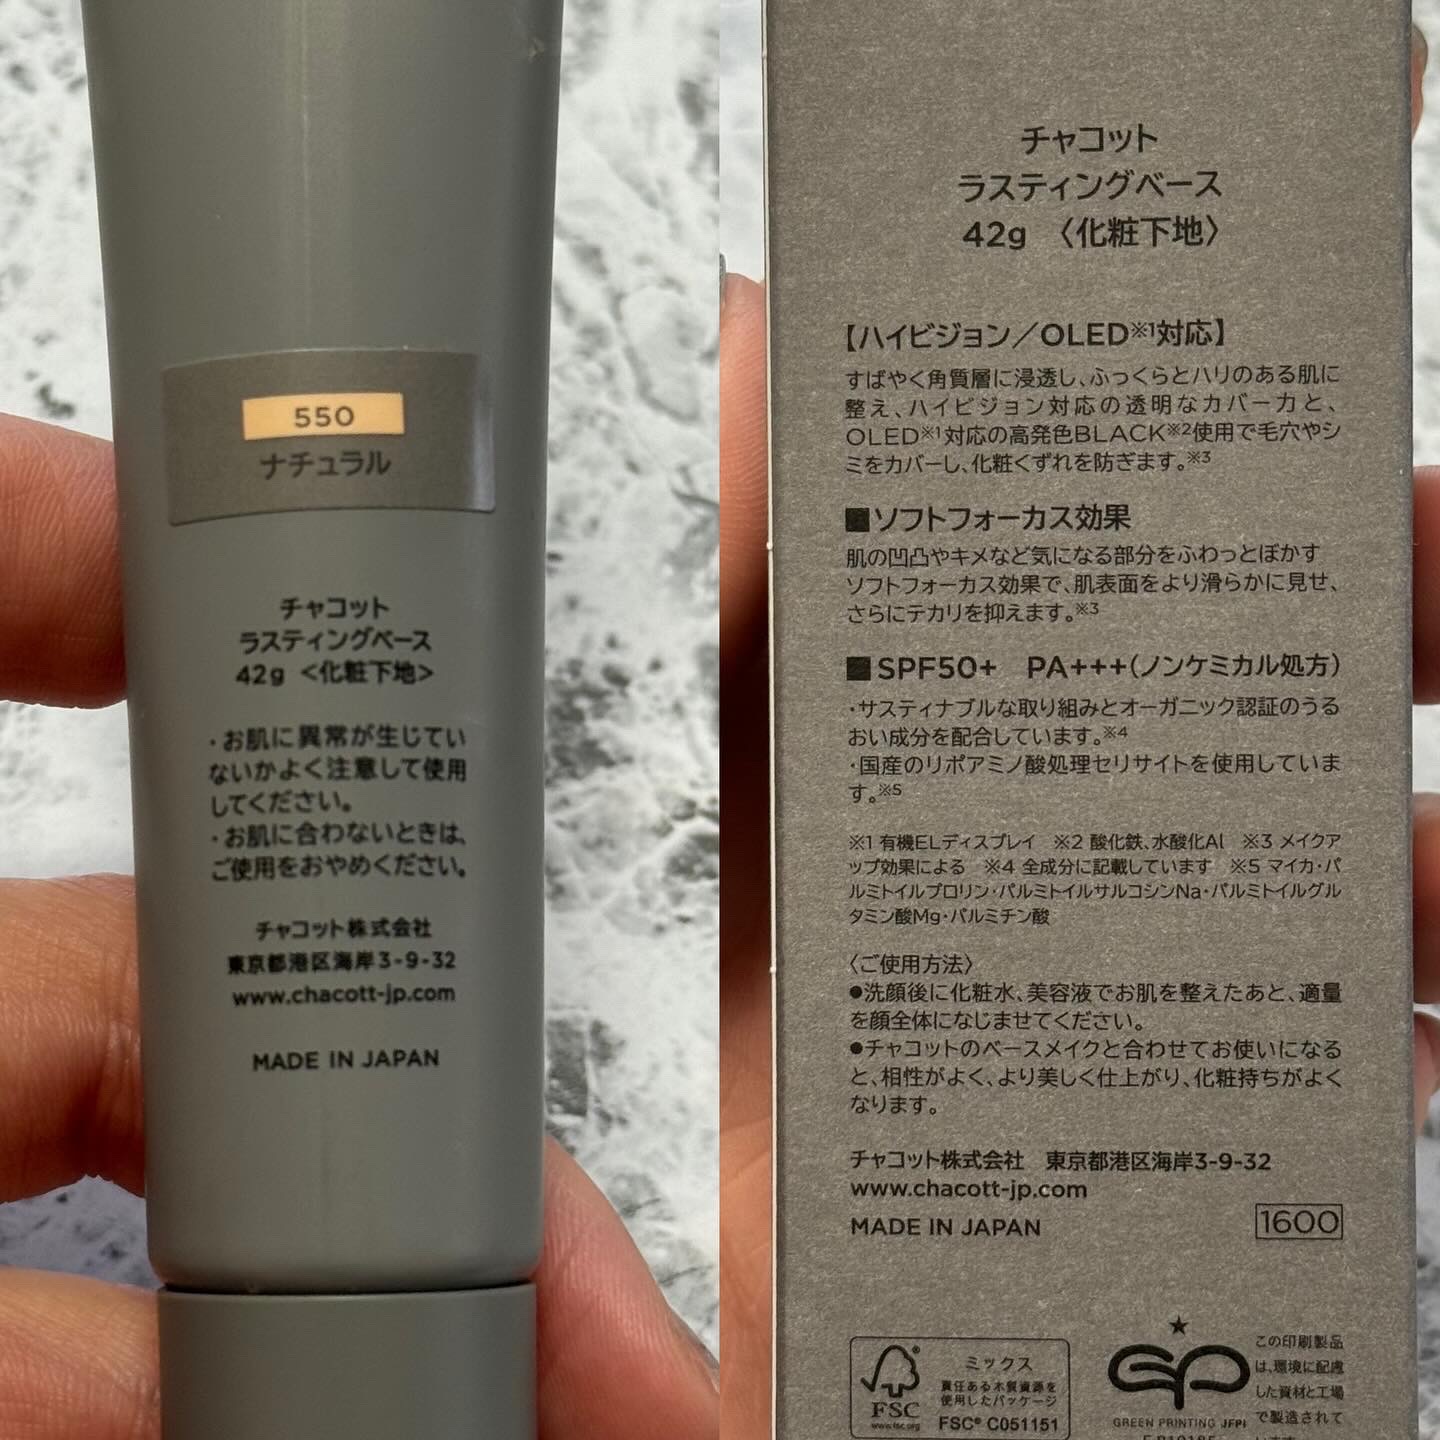 550
ナチュラル
チャコット
ラスティングベース
42g <化粧下地>
・お肌に異常が生じてい
ないかよく注意して使用
してください。
・お肌に合わないときは、
ご使用をおやめください。
チャコット株式会社
東京都港区海岸3-9-32
www.chacott-jp.com
MADE IN JAPAN
チャコット
ラスティングベース
42g 〈化粧下地〉
【ハイビジョン／OLED※1対応】
すばやく角質層に浸透し、ふっくらとハリのある肌に
整え、ハイビジョン対応の透明なカバー力と、
OLED※1対応の高発色BLACK※2使用で毛穴やシ
ミをカバーし、化粧くずれを防ぎます。※3
■ソフトフォーカス効果
肌の凹凸やキメなど気になる部分をふわっとぼかす
ソフトフォーカス効果で、肌表面をより滑らかに見せ、
さらにテカリを抑えます。※3
■SPF50+ PA+++(ノンケミカル処方)
・サスティナブルな取り組みとオーガニック認証のうる
おい成分を配合しています。※4
・国産のリポアミノ酸処理セリサイトを使用していま
す。※5
※1 有機ELディスプレイ ※2 酸化鉄、水酸化Al ※3 メイクア
ップ効果による ※4 全成分に記載しています ※5 マイカ・パ
ルミトイルプロリン・パルミトイルサルコシンNa・パルミトイルグル
タミン酸Mg・パルミチン酸
〈ご使用方法〉
●洗顔後に化粧水、美容液でお肌を整えたあと、適量
を顔全体になじませてください。
●チャコットのベースメイクと合わせてお使いになる
と、相性がよく、より美しく仕上がり、化粧持ちがよく
なります。
チャコット株式会社 東京都港区海岸3-9-32
www.chacott-jp.com
MADE IN JAPAN
1600
ミックス
責任ある木質資源を
使用したパッケージ
FSC
www.fsc.org
FSC® C051151
GREEN PRINTING JFPI
この印刷製品
は、環境に配慮
した資材と工場
で製造されて